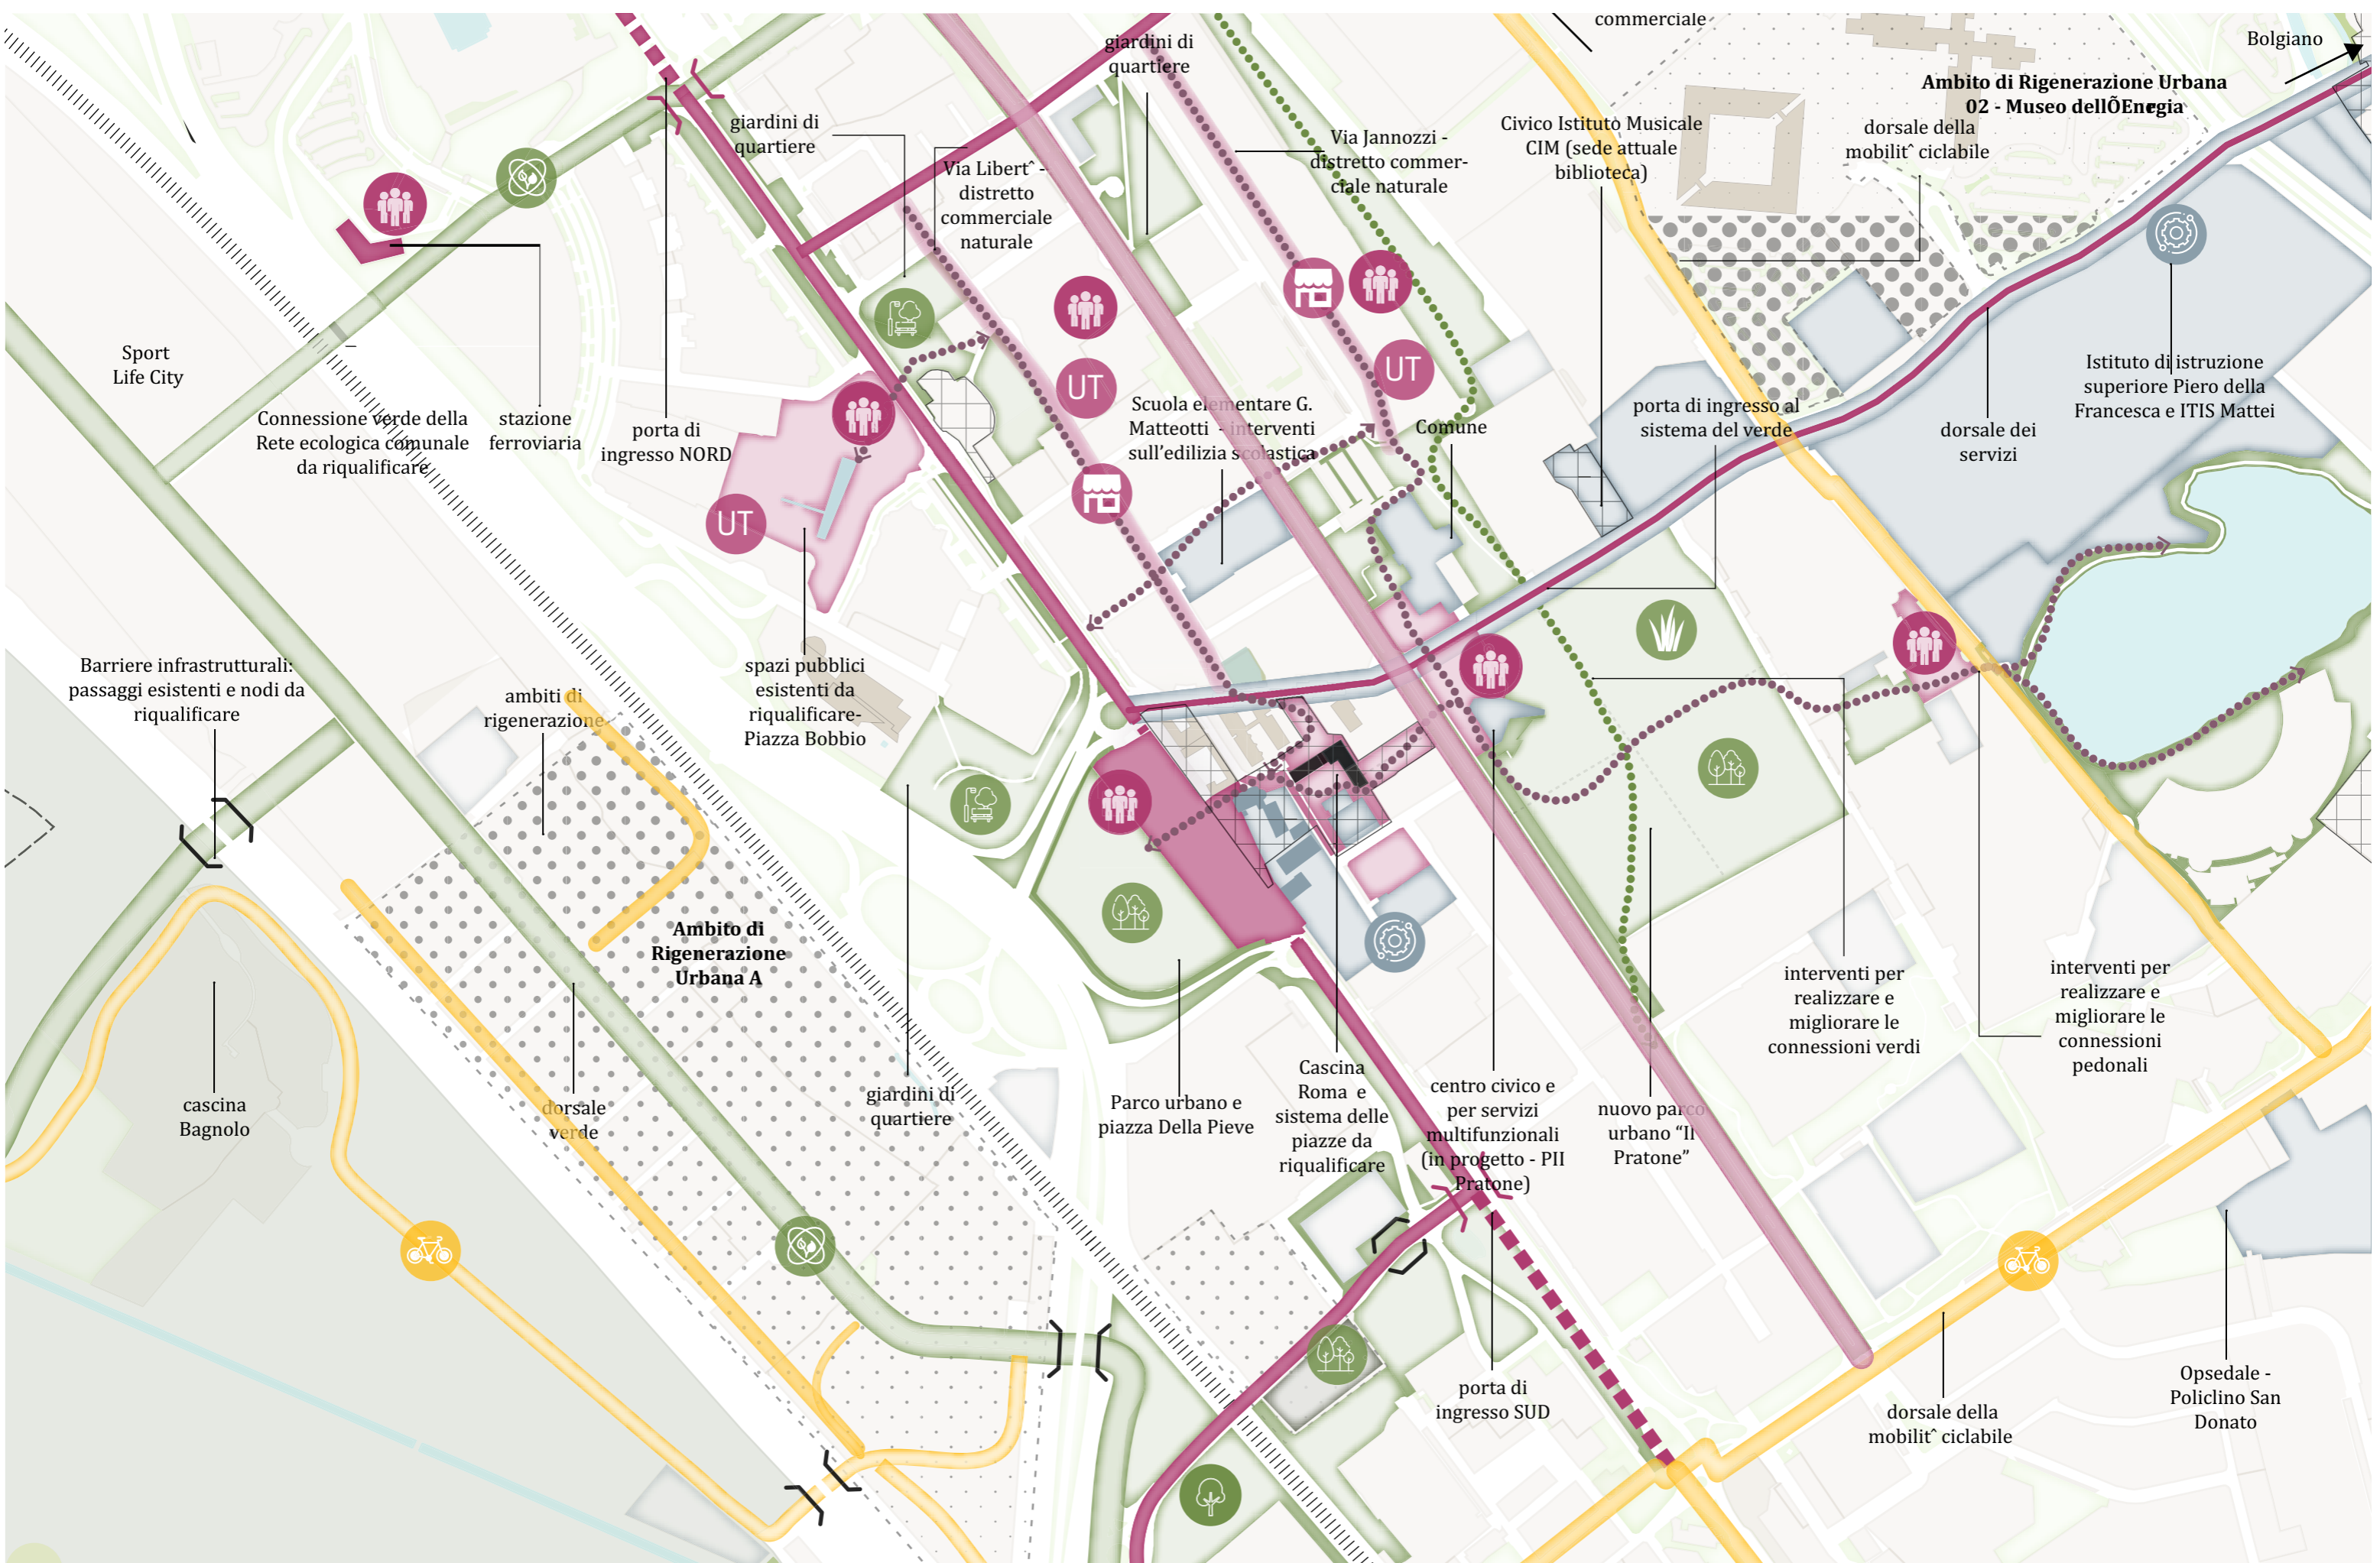 commerciale
Bolgiano
giardini di
quartiere
Ambito di Rigenerazione Urbana
02 - Museo dellÕEnergia
giardini di
quartiere
Via Jannozzi -
distretto commer-
ciale naturale
Civico Istituto Musicale
CIM (sede attuale
biblioteca)
dorsale della
mobilitˆ ciclabile
Via Libertˆ -
distretto
commerciale
naturale
Sport
Life City
Connessione verde della
Rete ecologica comunale
da riqualificare
stazione
ferroviaria
porta di
ingresso NORD
UT
UT
UT
Scuola elementare G.
Matteotti - interventi
sull'edilizia scolastica
Comune
porta di ingresso al
sistema del verde
dorsale dei
servizi
Istituto di istruzione
superiore Piero della
Francesca e ITIS Mattei
Barriere infrastrutturali:
passaggi esistenti e nodi da
riqualificare
ambiti di
rigenerazione
spazi pubblici
esistenti da
riqualificare-
Piazza Bobbio
Ambito di
Rigenerazione
Urbana A
cascina
Bagnolo
dorsale
verde
giardini di
quartiere
Parco urbano e
piazza Della Pieve
Cascina
Roma e
sistema delle
piazze da
riqualificare
centro civico e
per servizi
multifunzionali
(in progetto - PII
Pratone)
nuovo parco
urbano “Il
Pratone”
interventi per
realizzare e
migliorare le
connessioni verdi
interventi per
realizzare e
migliorare le
connessioni
pedonali
porta di
ingresso SUD
dorsale della
mobilitˆ ciclabile
Opsedale -
Policlino San
Donato